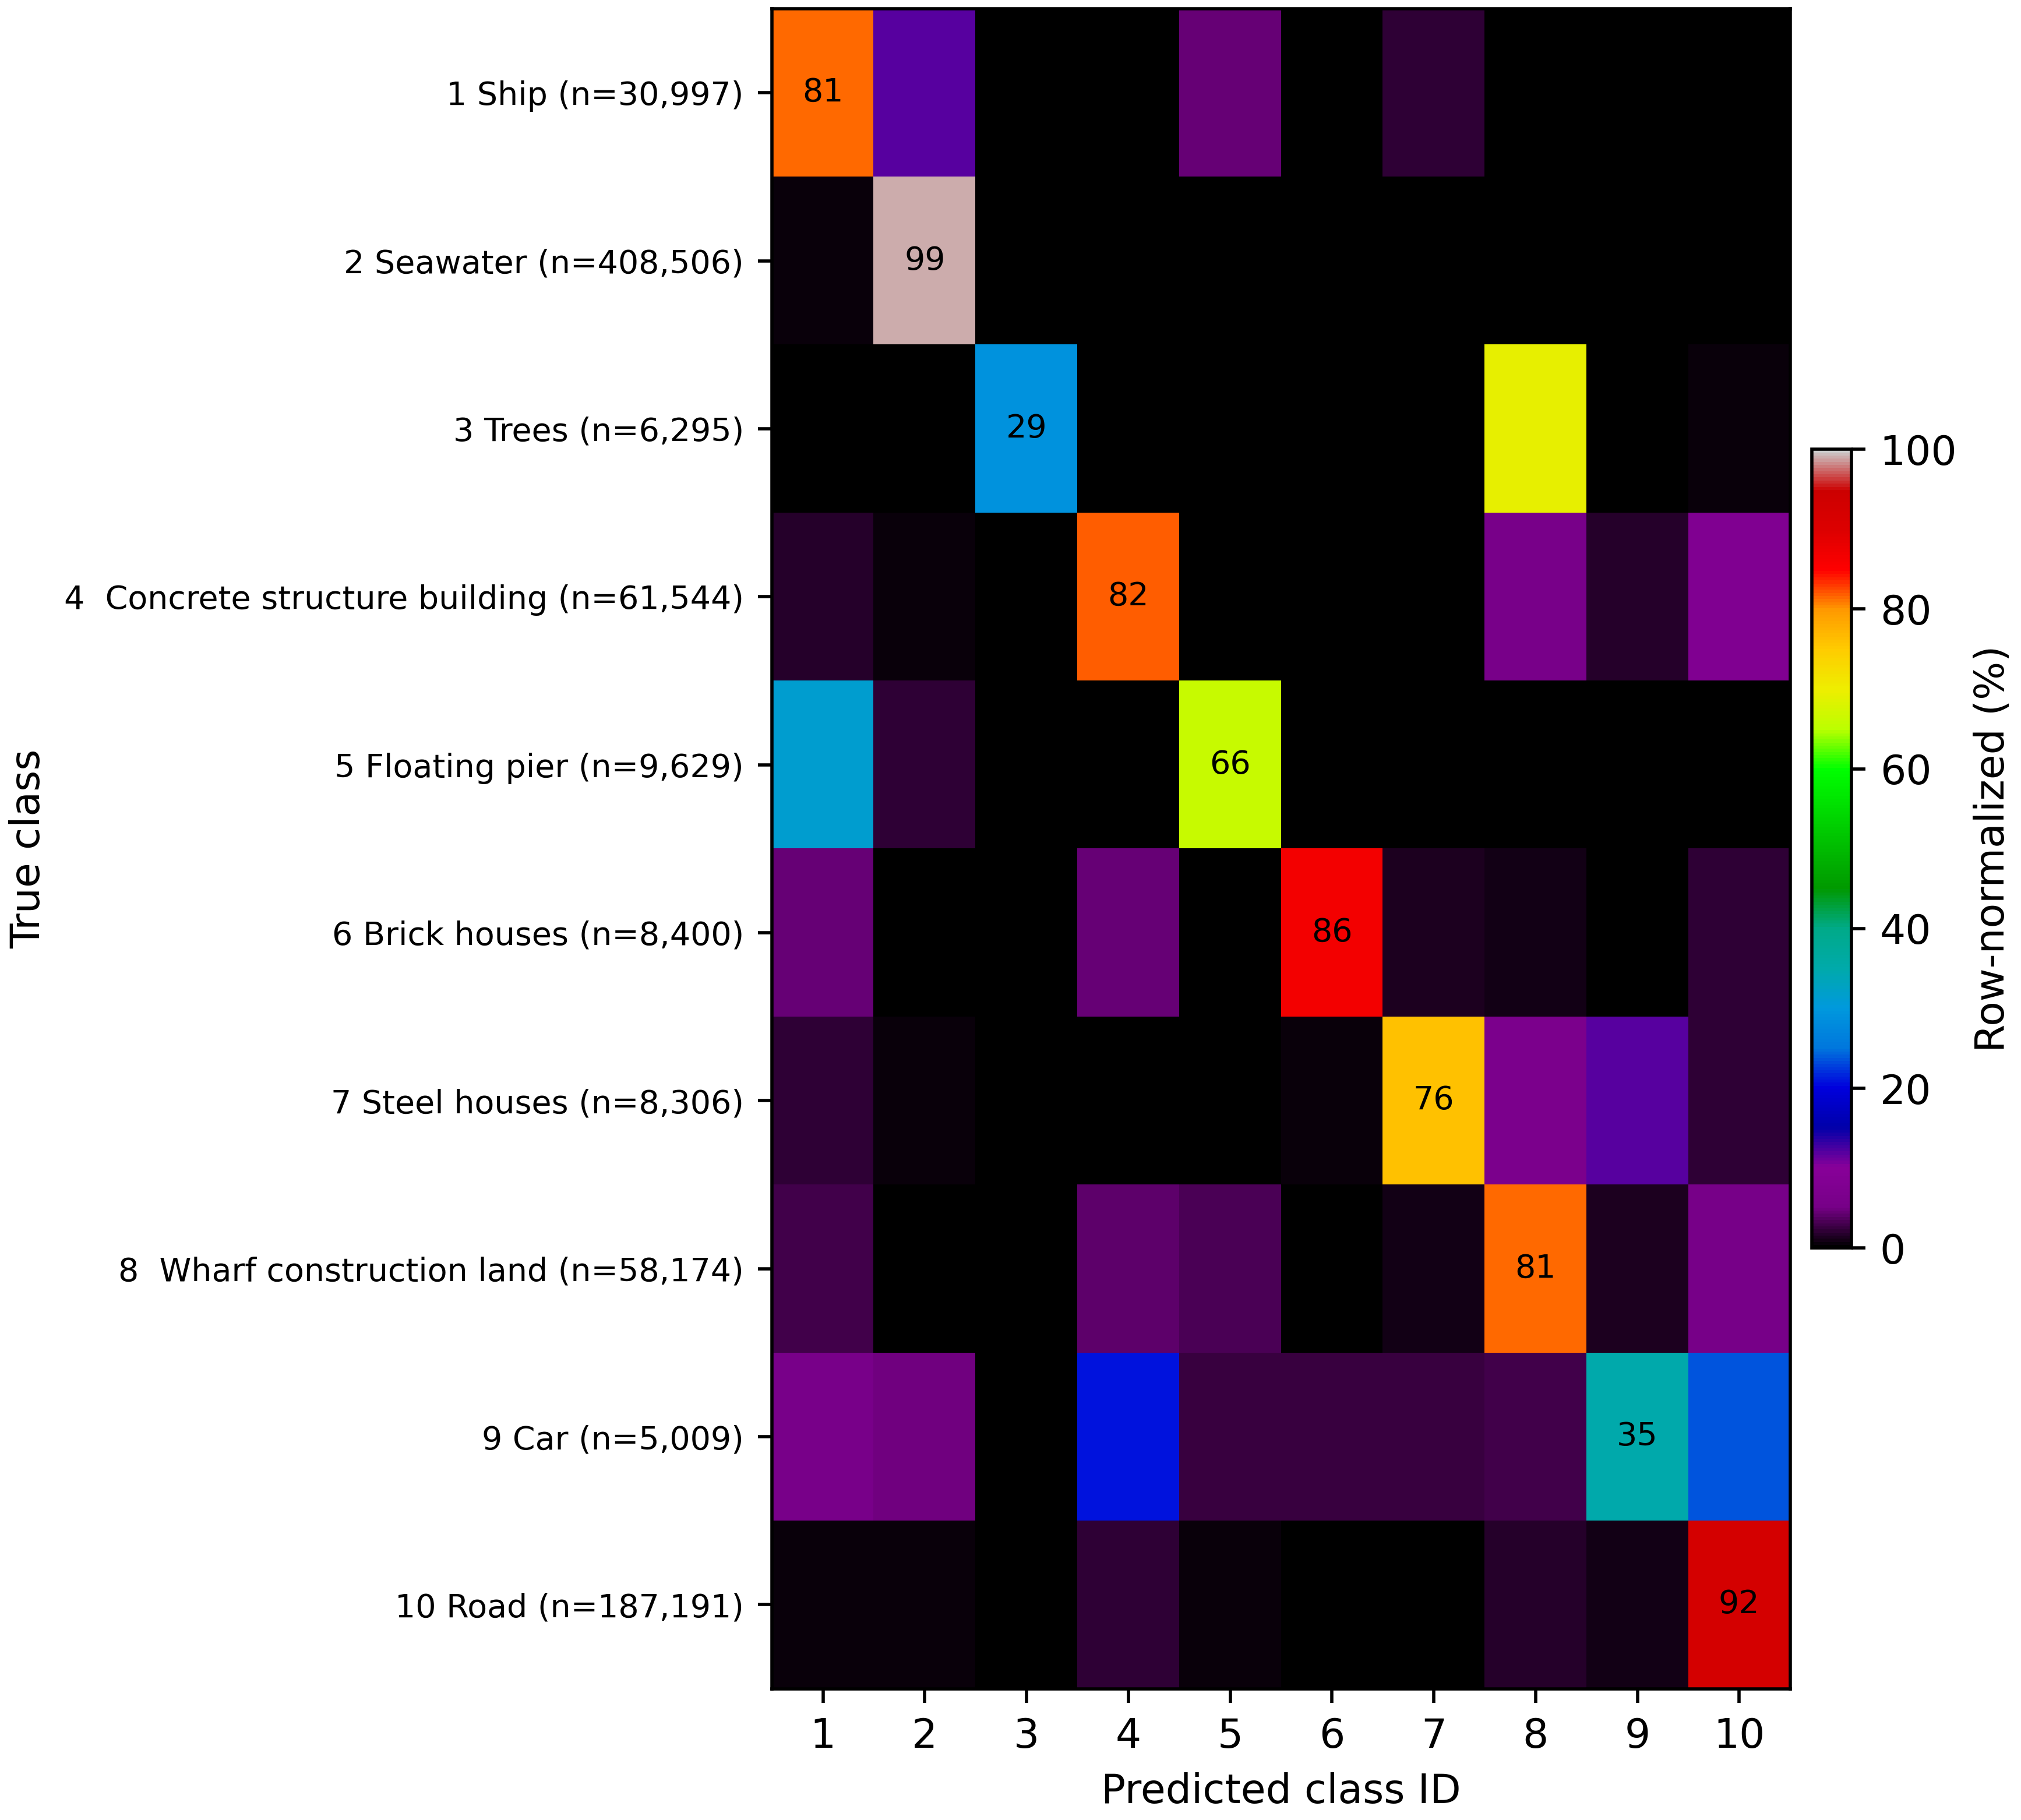 1 Ship (n=30,997)
81
2 Seawater (n=408,506)
99
3 Trees (n=6,295)
29
4  Concrete structure building (n=61,544)
82
5 Floating pier (n=9,629)
66
6 Brick houses (n=8,400)
86
7 Steel houses (n=8,306)
76
8  Wharf construction land (n=58,174)
81
9 Car (n=5,009)
35
10 Road (n=187,191)
92
True class
1 2 3 4 5 6 7 8 9 10
Predicted class ID
100
80
60
40
20
0
Row-normalized (%)